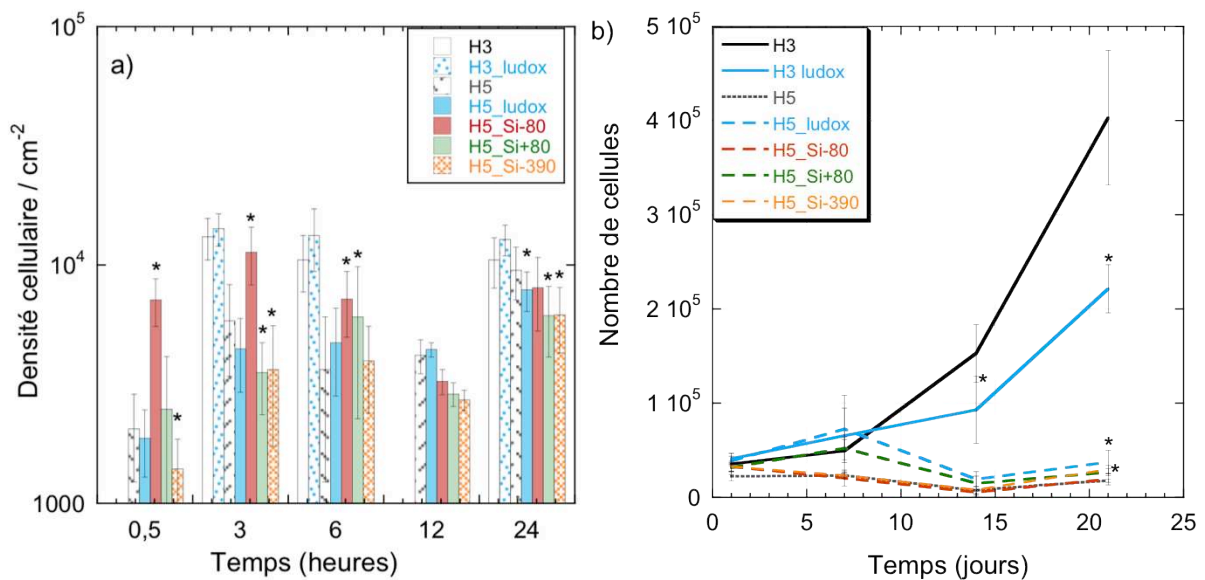 a)
Densité cellulaire / cm-2
10^5
10^4
1000
H3
H3_ludox
H5
H5_ludox
H5_Si-80
H5_Si+80
H5_Si-390
*
*
*
*
*
*
*
*
*
*
0,5 3 6 12 24
Temps (heures)
b)
Nombre de cellules
5 10^5
4 10^5
3 10^5
2 10^5
1 10^5
0
H3
H3 ludox
H5
H5_ludox
H5_Si-80
H5_Si+80
H5_Si-390
*
*
*
*
0 5 10 15 20 25
Temps (jours)